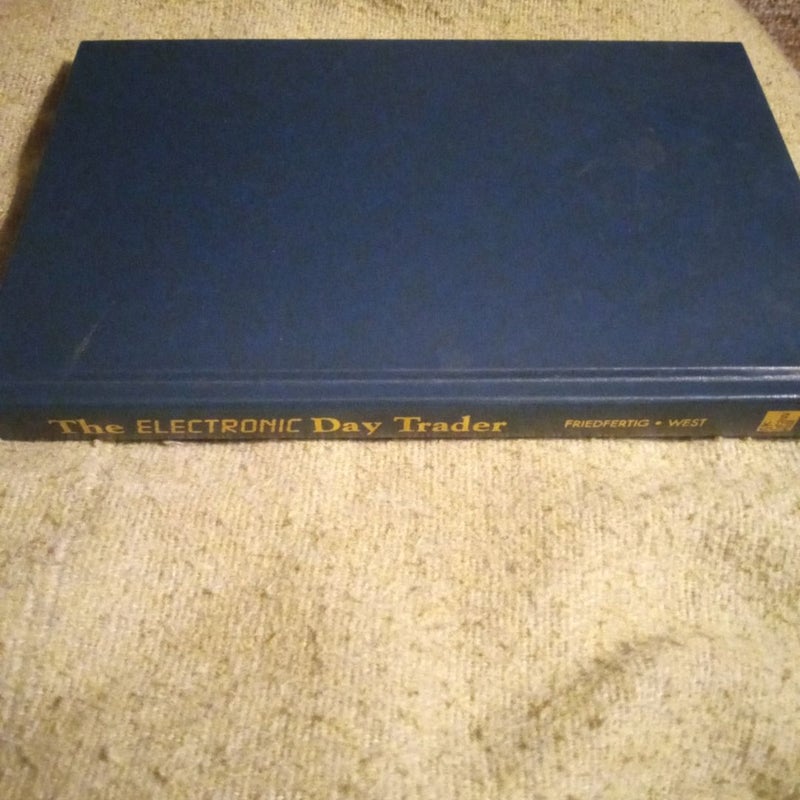 The ELECTRONIC Day Trader FRIEDFERTIG • WEST